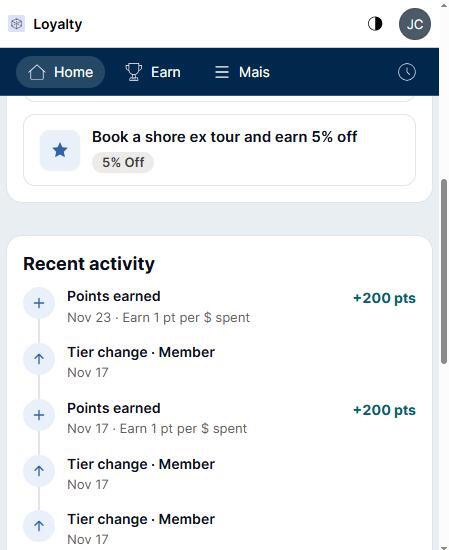 Loyalty
JC
Home
Earn
Mais
Book a shore ex tour and earn 5% off
5% Off
Recent activity
Points earned
+200 pts
Nov 23 · Earn 1 pt per $ spent
Tier change · Member
Nov 17
Points earned
+200 pts
Nov 17 · Earn 1 pt per $ spent
Tier change · Member
Nov 17
Tier change · Member
Nov 17